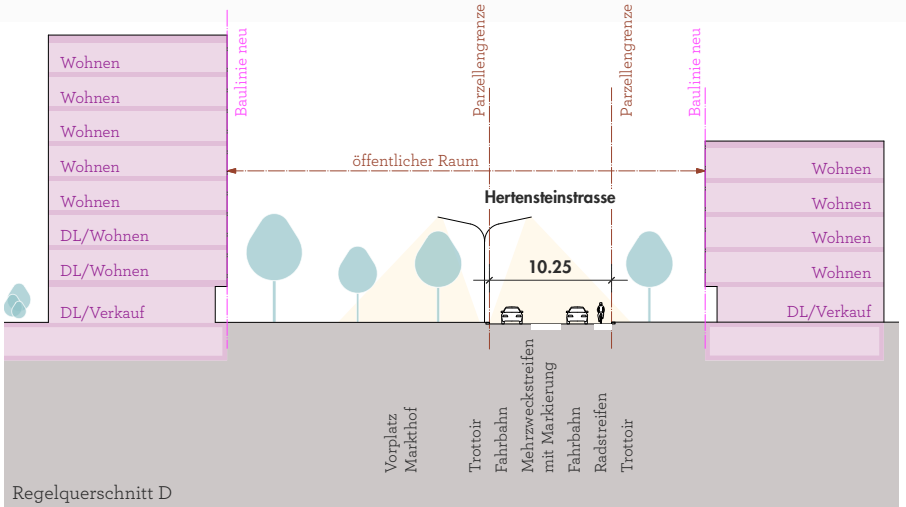 Baulinie neu
Parzellengrenze
Parzellengrenze
Baulinie neu
Wohnen
Wohnen
Wohnen
Wohnen
Wohnen
DL/Wohnen
DL/Wohnen
DL/Verkauf
öffentlicher Raum
Hertensteinstrasse
10.25
Wohnen
Wohnen
Wohnen
Wohnen
DL/Verkauf
Vorplatz
Markthof
Trottoir
Fahrbahn
Mehrzweckstreifen
mit Markierung
Fahrbahn
Radstreifen
Trottoir
Regelquerschnitt D